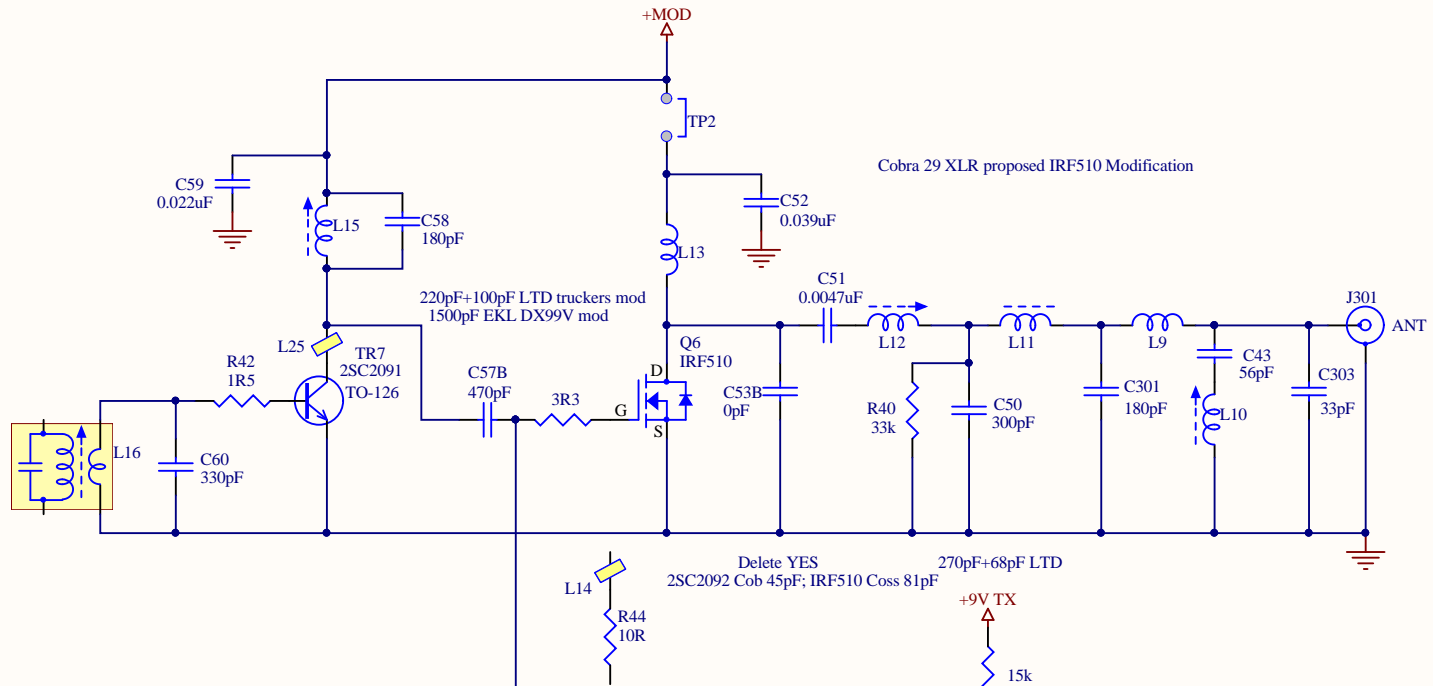 +MOD
TP2
Cobra 29 XLR proposed IRF510 Modification
C59
0.022uF
L15
C58
180pF
C52
0.039uF
L13
220pF+100pF LTD truckers mod
1500pF EKL DX99V mod
C51
0.0047uF
J301
ANT
L12
L11
L9
L25
TR7
2SC2091
TO-126
R42
1R5
C57B
470pF
3R3
Q6
IRF510
D
G
S
C53B
0pF
R40
33k
C50
300pF
C301
180pF
C43
56pF
L10
C303
33pF
L16
C60
330pF
Delete YES
270pF+68pF LTD
2SC2092 Cob 45pF; IRF510 Coss 81pF
L14
R44
10R
+9V TX
15k